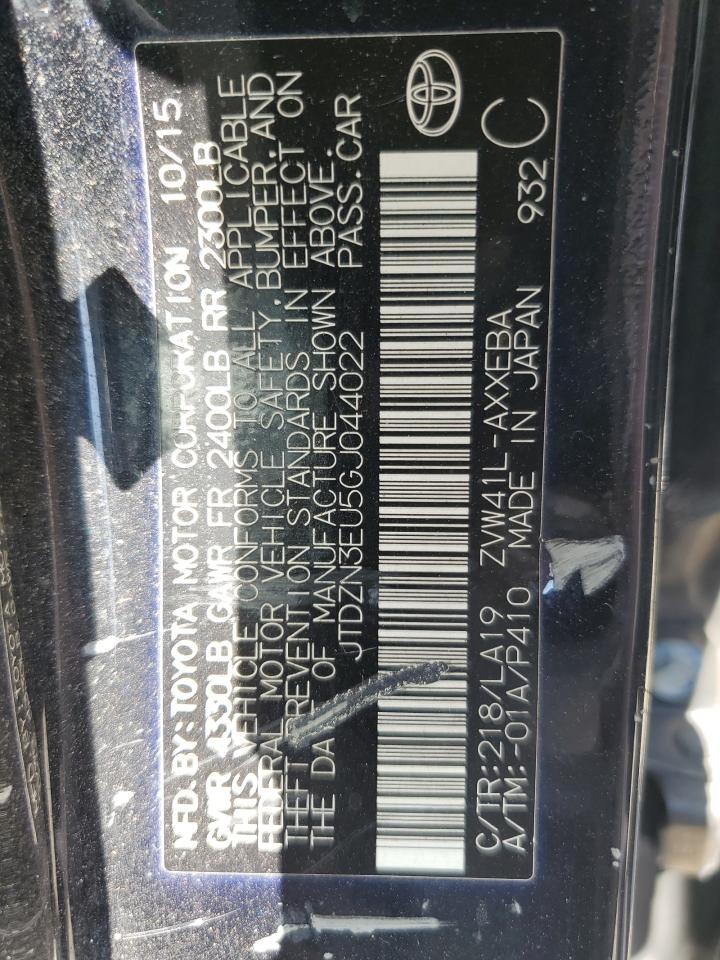 MFD. BY: TOYOTA MOTOR CORPORATION 10/15
GVWR 4350LB GAWR FR 2400LB RR 2300LB
THIS VEHICLE CONFORMS TO ALL APPLICABLE
FEDERAL MOTOR VEHICLE SAFETY, BUMPER, AND
THEFT PREVENTION STANDARDS IN EFFECT ON
THE DATE OF MANUFACTURE SHOWN ABOVE.
JTDZN3EU5GJ044022 PASS. CAR
C/TR: 218/LA19 ZVW41L-AXXEBA
A/TM: -01A/P410 MADE IN JAPAN 932 C